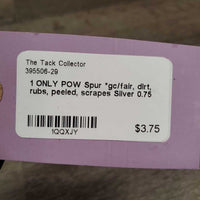 The Tack Collector
395506-29
1 ONLY POW Spur *gc/fair, dirt,
rubs, peeled, scrapes Silver 0.75
1QQXJY
$3.75